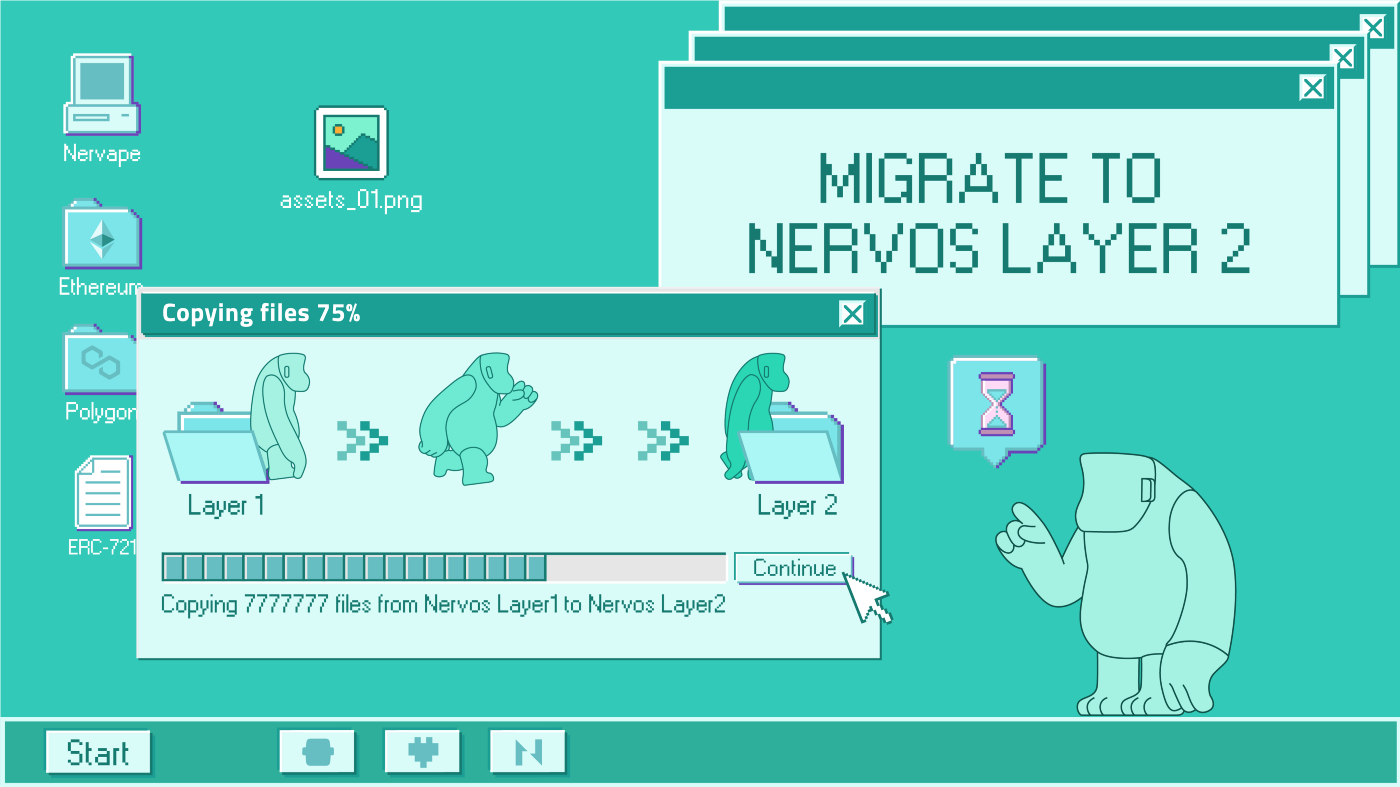 Nervape
assets_01.png
MIGRATE TO
NERVOS LAYER 2
Ethereum
Copying files 75%
Polygon
Layer 1
Layer 2
ERC-721
Continue
Copying 7777777 files from Nervos Layer1 to Nervos Layer2
Start